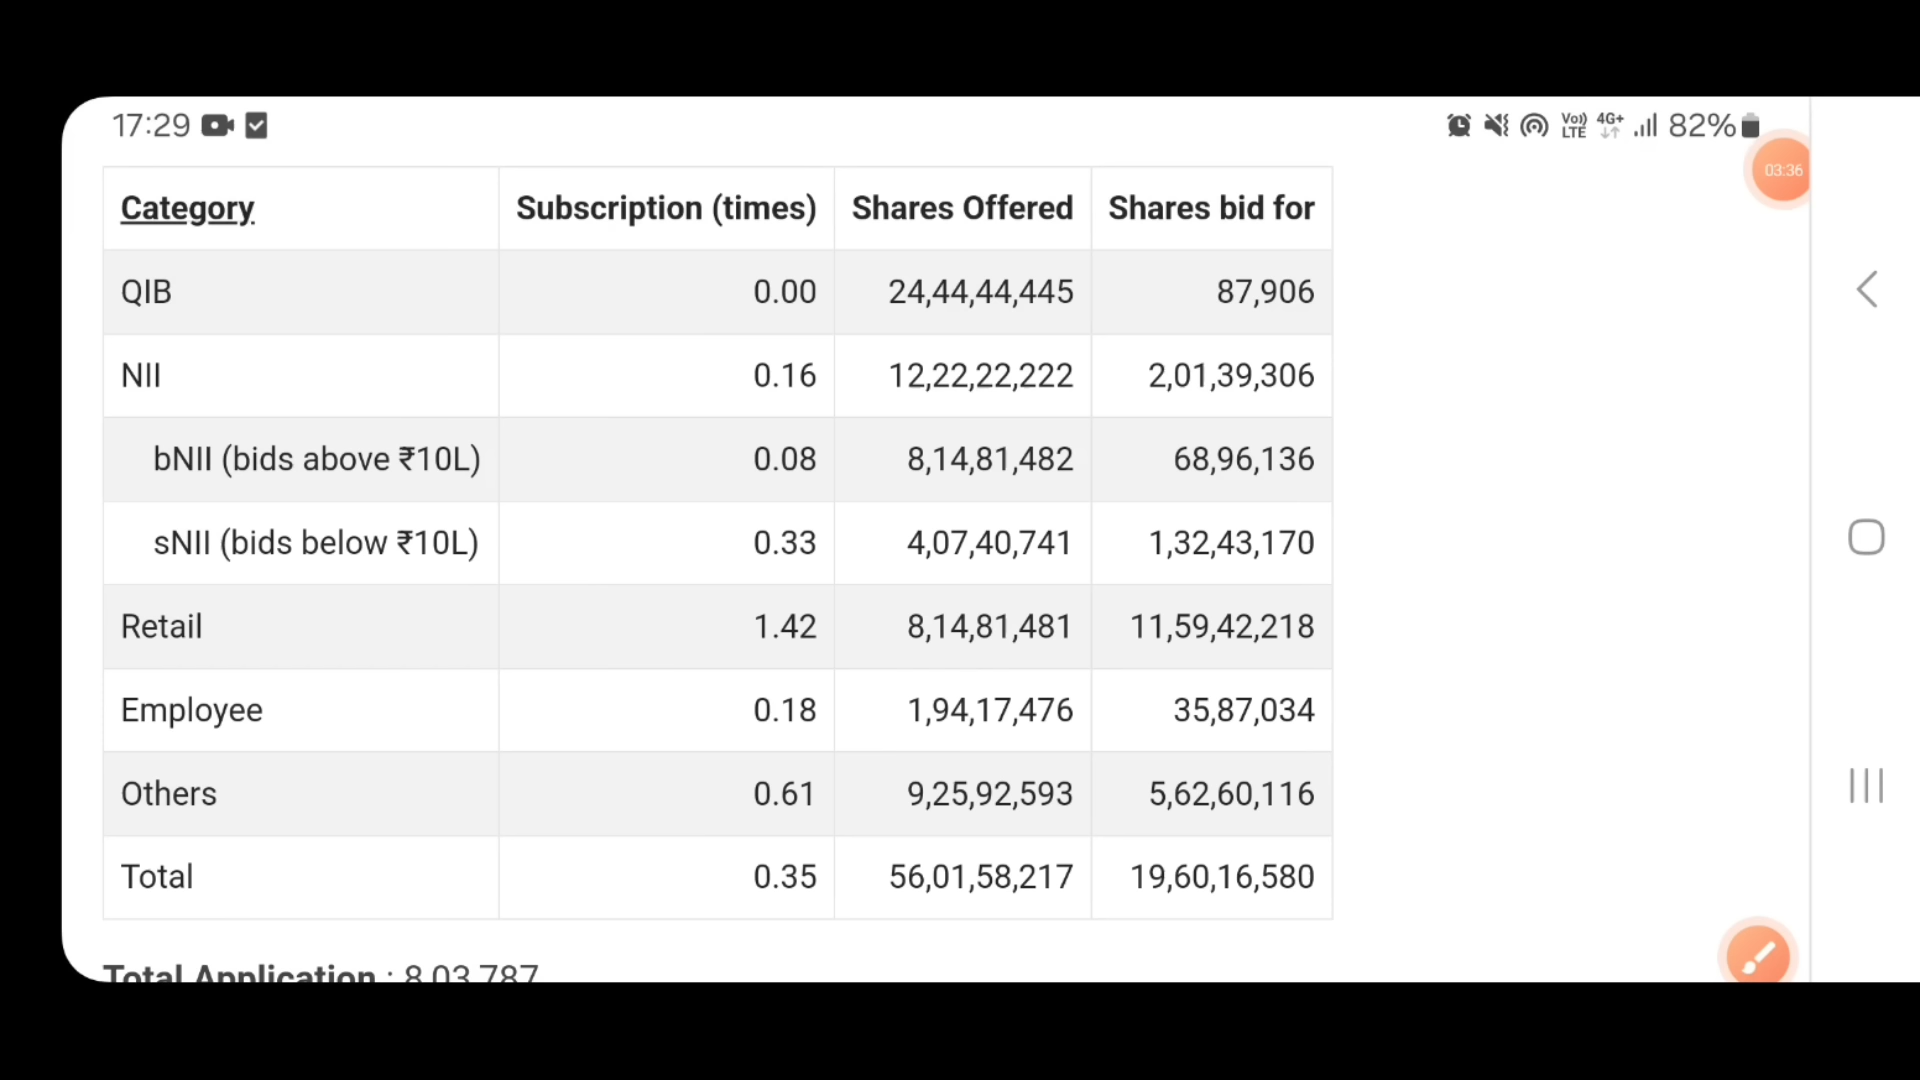 17:29
Vo)) LTE 4G+ 82%
03:36
Category Subscription (times) Shares Offered Shares bid for
QIB 0.00 24,44,44,445 87,906
NII 0.16 12,22,22,222 2,01,39,306
bNII (bids above ₹10L) 0.08 8,14,81,482 68,96,136
sNII (bids below ₹10L) 0.33 4,07,40,741 1,32,43,170
Retail 1.42 8,14,81,481 11,59,42,218
Employee 0.18 1,94,17,476 35,87,034
Others 0.61 9,25,92,593 5,62,60,116
Total 0.35 56,01,58,217 19,60,16,580
Total Application : 8,03,787